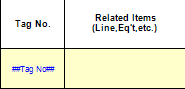 Tag No.
Related Items
(Line,Eq't,etc.)
##Tag No##